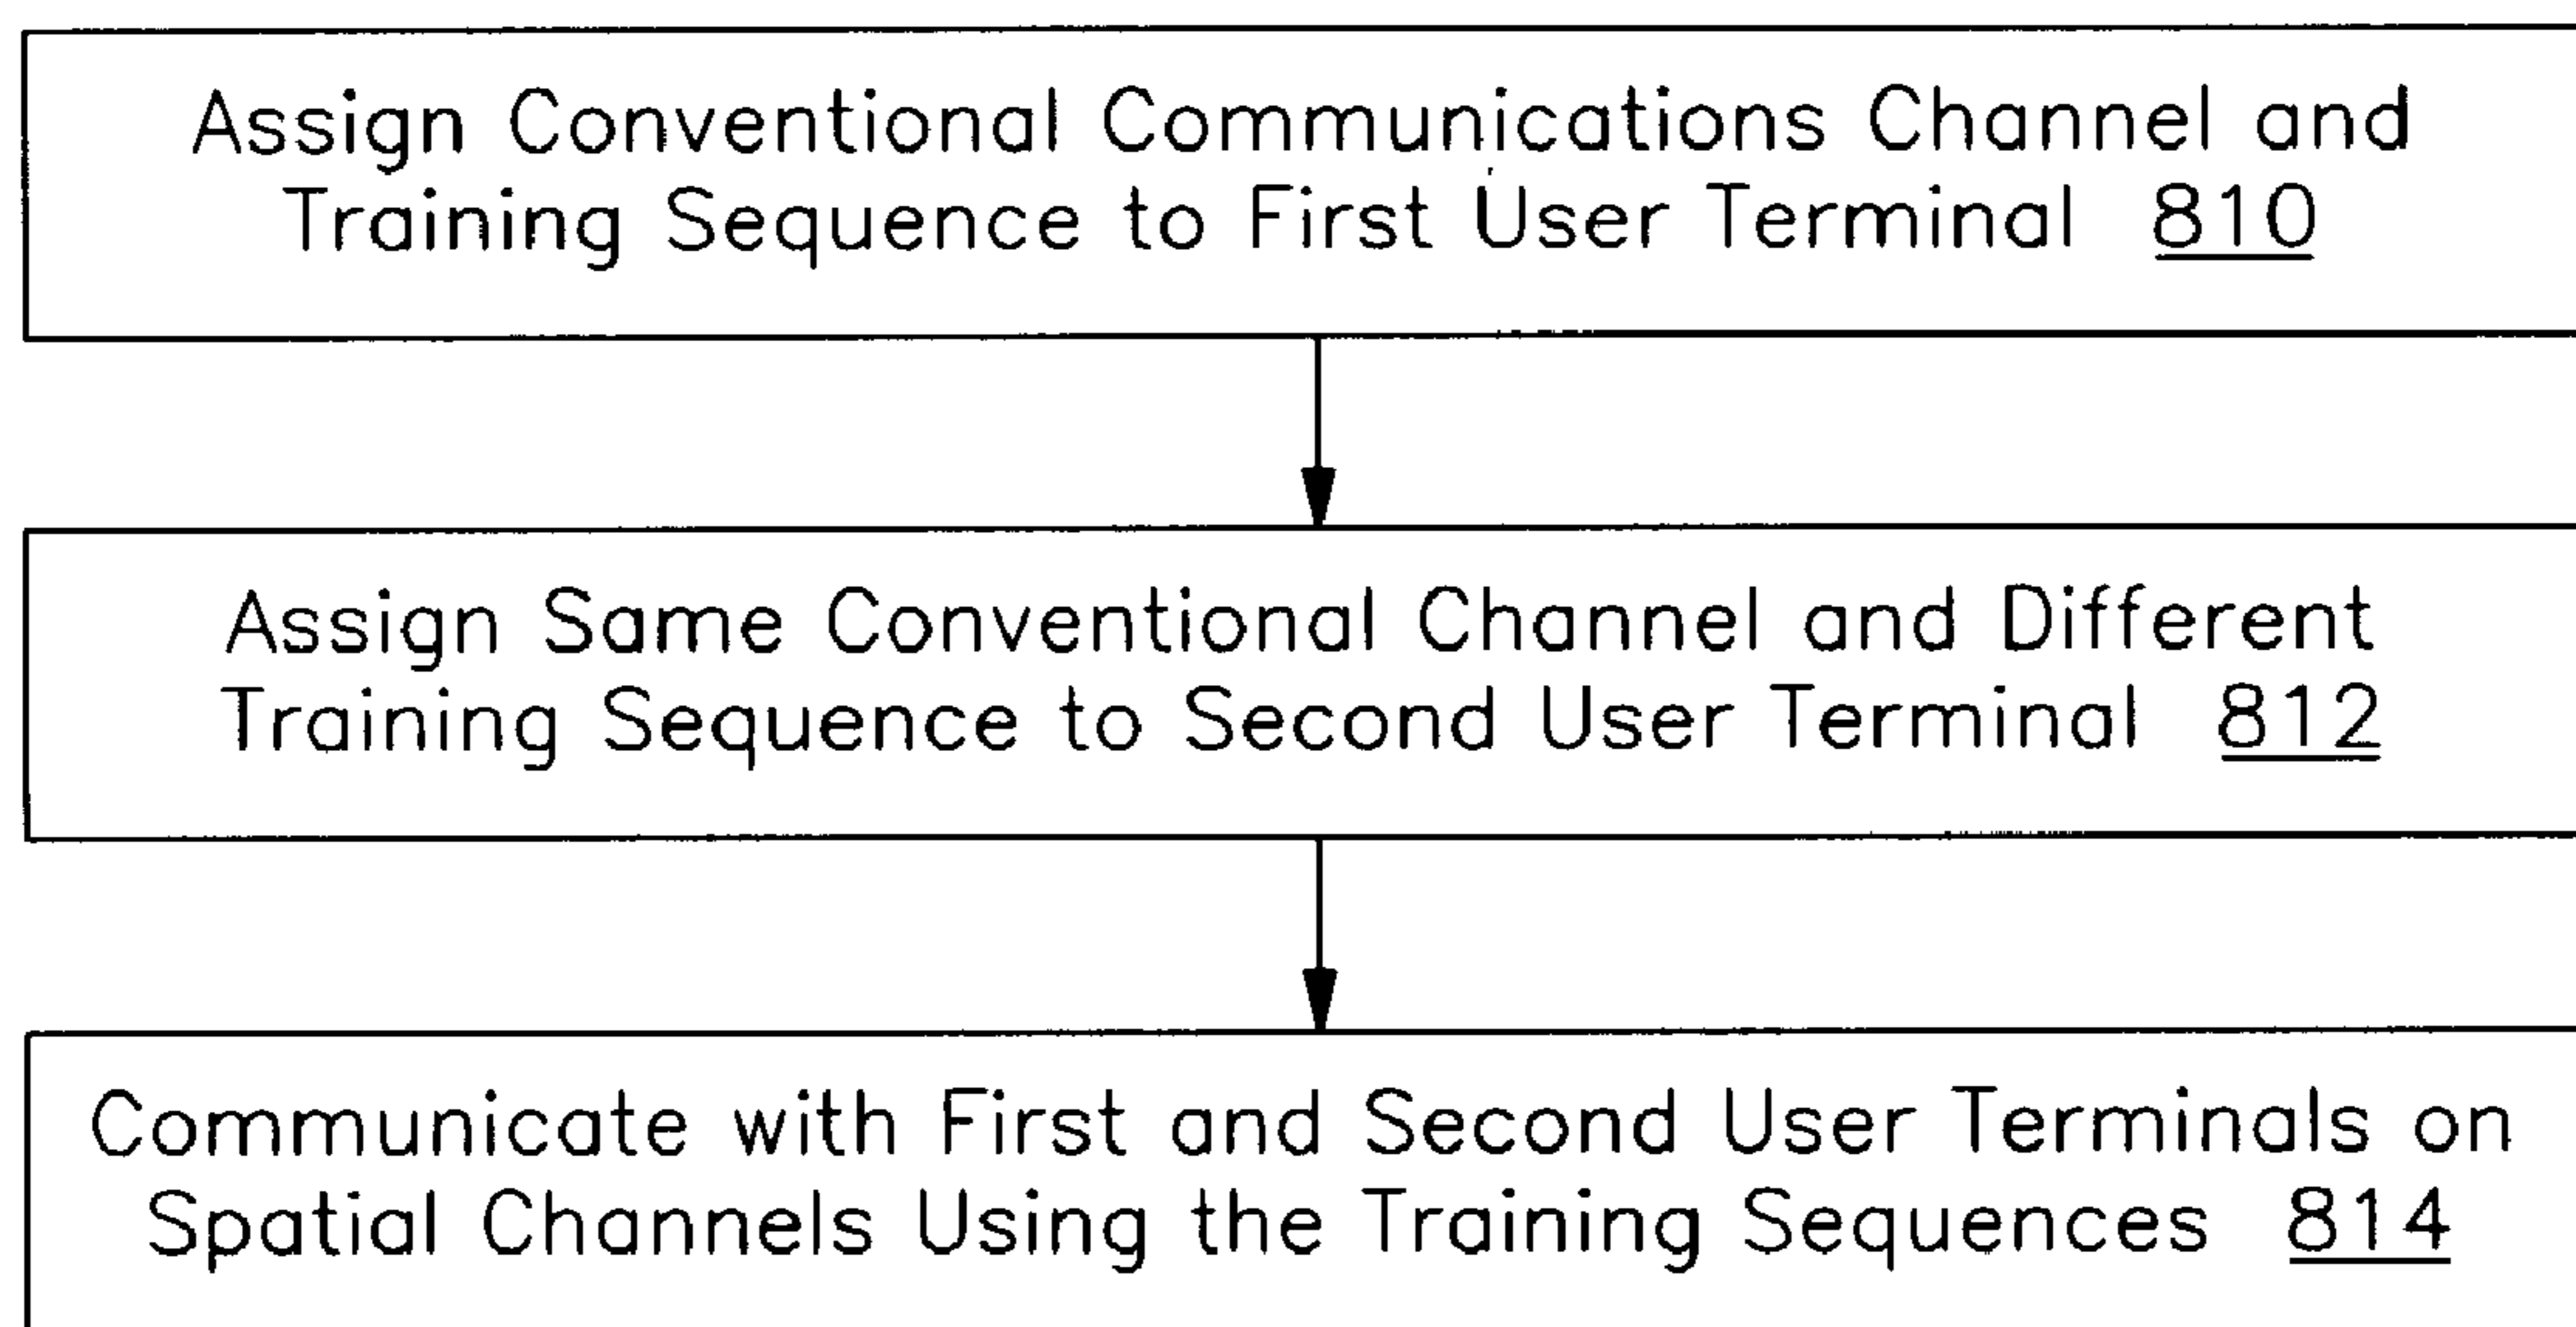 Assign Conventional Communications Channel and
Training Sequence to First User Terminal 810
Assign Same Conventional Channel and Different
Training Sequence to Second User Terminal 812
Communicate with First and Second User Terminals on
Spatial Channels Using the Training Sequences 814